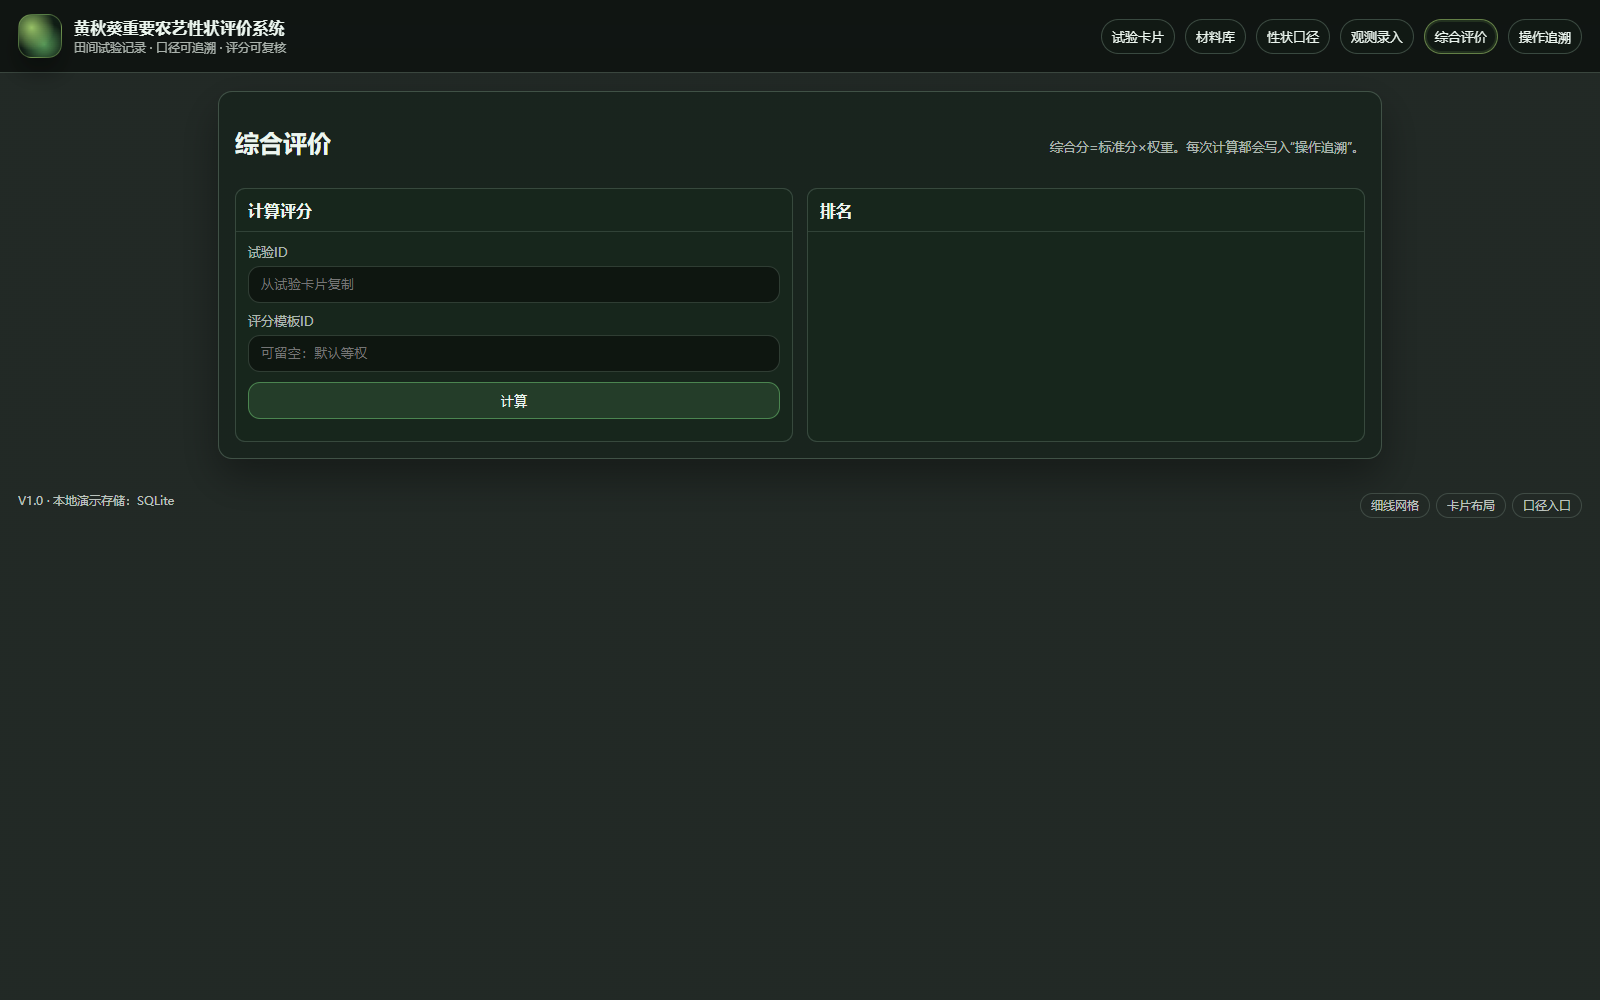 黄秋葵重要农艺性状评价系统
田间试验记录 · 口径可追溯 · 评分可复核
试验卡片
材料库
性状口径
观测录入
综合评价
操作追溯
综合评价
综合分=标准分×权重。每次计算都会写入“操作追溯”。
计算评分
试验ID
从试验卡片复制
评分模板ID
可留空：默认等权
计算
排名
V1.0 · 本地演示存储：SQLite
细线网格
卡片布局
口径入口